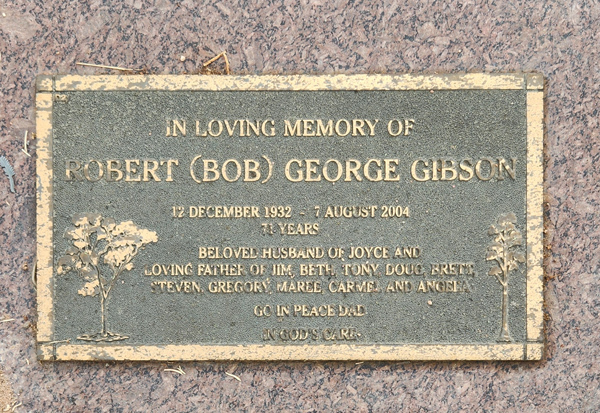 IN LOVING MEMORY OF
ROBERT (BOB) GEORGE GIBSON
12 DECEMBER 1932 - 7 AUGUST 2004
71 YEARS
BELOVED HUSBAND OF JOYCE AND
LOVING FATHER OF JIM, BETH, TONY, DOUG, BRETT,
STEVEN, GREGORY, MAREE, CARMEL AND ANGELA
GO IN PEACE DAD
IN GOD'S CARE